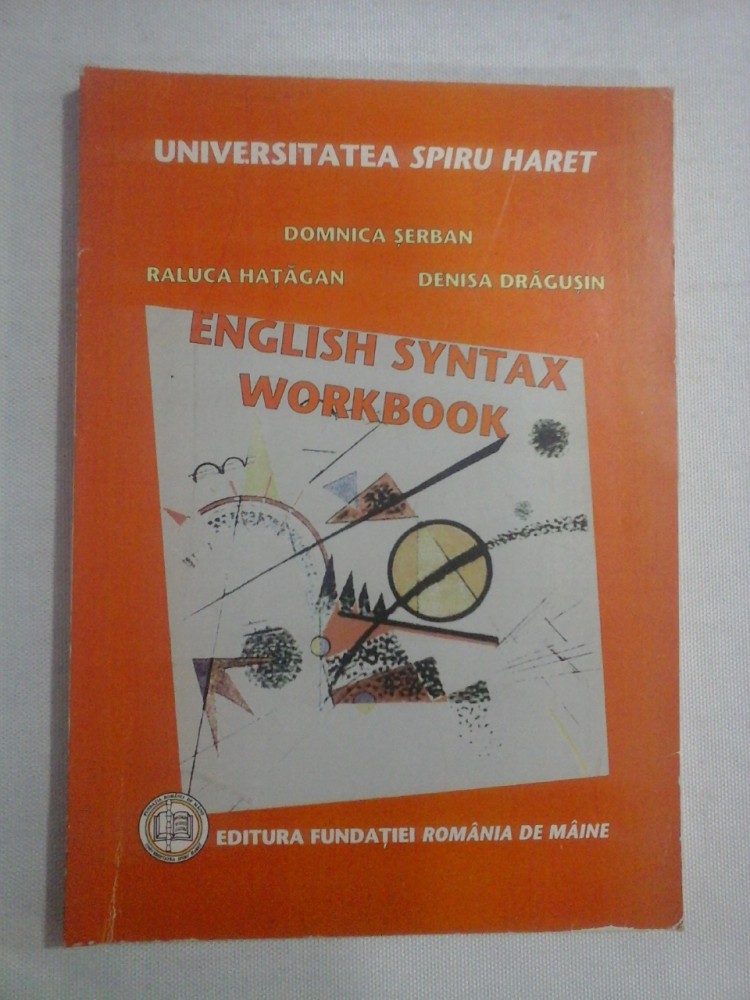 UNIVERSITATEA SPIRU HARET
DOMNICA ȘERBAN
RALUCA HAȚĂGAN DENISA DRĂGUȘIN
ENGLISH SYNTAX
WORKBOOK
EDITURA FUNDAȚIEI ROMÂNIA DE MÂINE